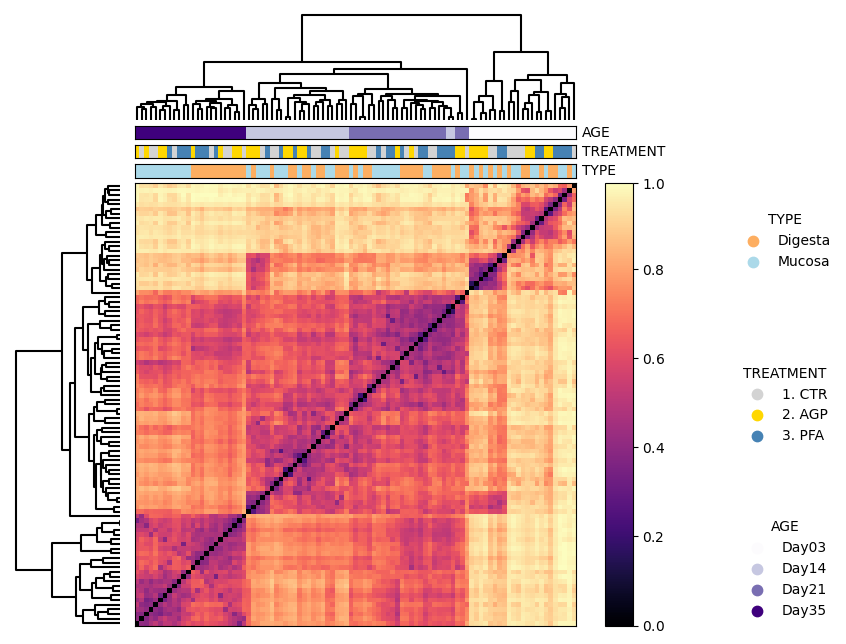 AGE
TREATMENT
TYPE
1.0
0.8
0.6
0.4
0.2
0.0
TYPE
Digesta
Mucosa
TREATMENT
1. CTR
2. AGP
3. PFA
AGE
Day03
Day14
Day21
Day35